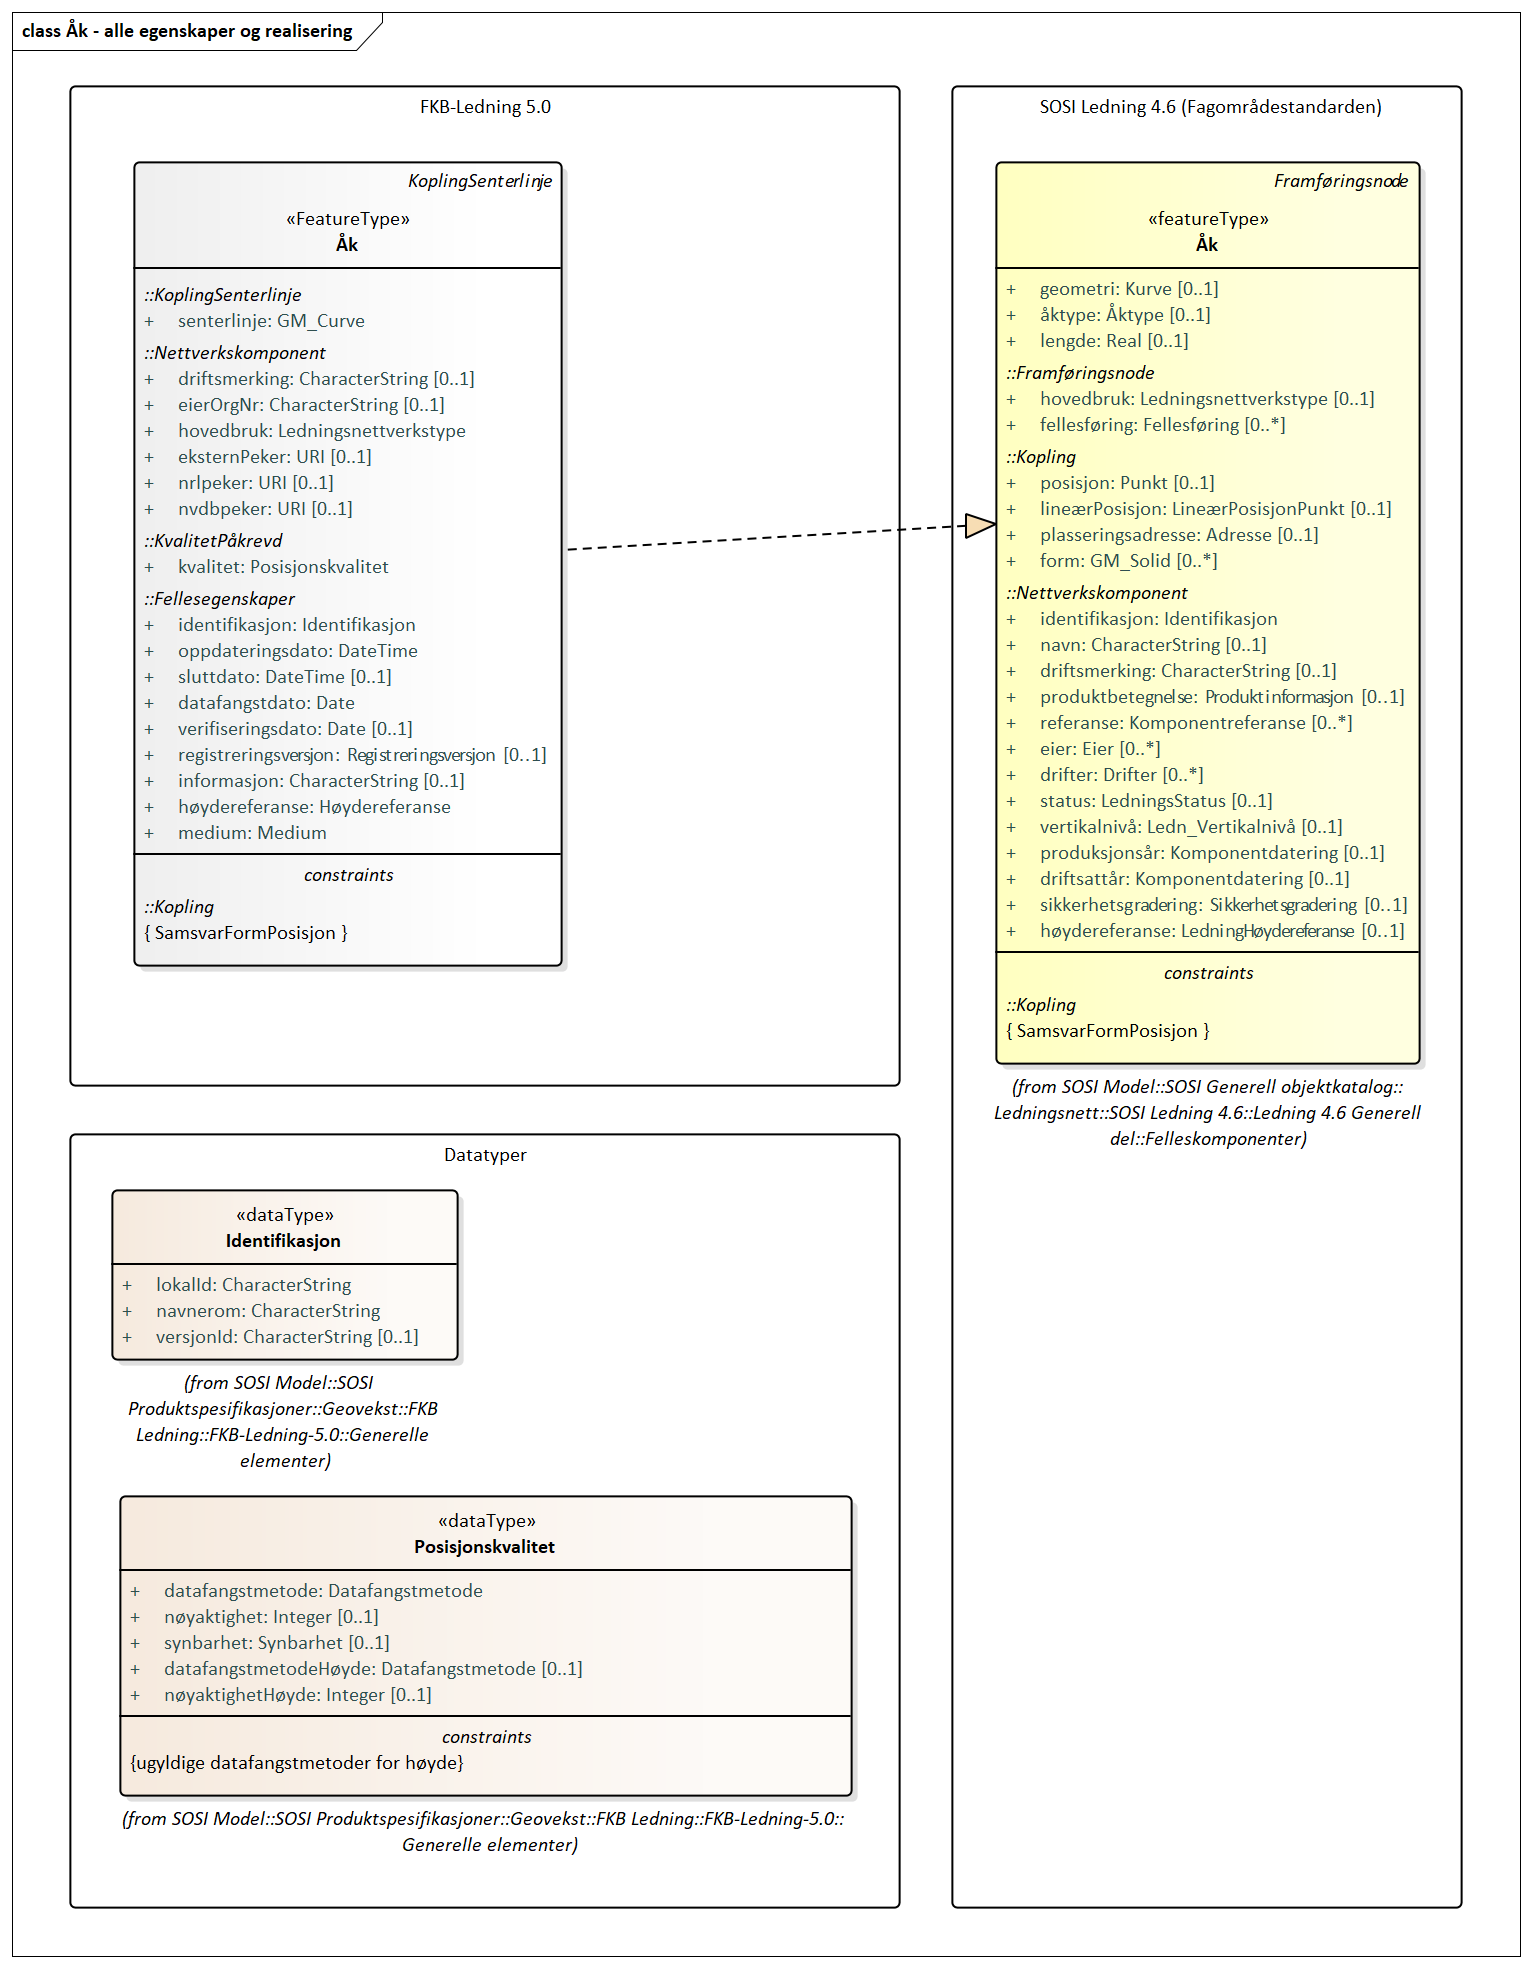 class Åk - alle egenskaper og realisering
FKB-Ledning 5.0
KoplingSenterlinje
«FeatureType»
Åk
::KoplingSenterlinje
+ senterlinje: GM_Curve
::Nettverkskomponent
+ driftsmerking: CharacterString [0..1]
+ eierOrgNr: CharacterString [0..1]
+ hovedbruk: Ledningsnettverkstype
+ eksternPeker: URI [0..1]
+ nrlpeker: URI [0..1]
+ nvdbpeker: URI [0..1]
::KvalitetPåkrevd
+ kvalitet: Posisjonskvalitet
::Fellesegenskaper
+ identifikasjon: Identifikasjon
+ oppdateringsdato: DateTime
+ sluttdato: DateTime [0..1]
+ datafangstdato: Date
+ verifiseringsdato: Date [0..1]
+ registreringsversjon: Registreringsversjon [0..1]
+ informasjon: CharacterString [0..1]
+ høydereferanse: Høydereferanse
+ medium: Medium
constraints
::Kopling
{ SamsvarFormPosisjon }
SOSI Ledning 4.6 (Fagområdestandarden)
Framføringsnode
«featureType»
Åk
+ geometri: Kurve [0..1]
+ åktype: Åktype [0..1]
+ lengde: Real [0..1]
::Framføringsnode
+ hovedbruk: Ledningsnettverkstype [0..1]
+ fellesføring: Fellesføring [0..*]
::Kopling
+ posisjon: Punkt [0..1]
+ lineærPosisjon: LineærPosisjonPunkt [0..1]
+ plasseringsadresse: Adresse [0..1]
+ form: GM_Solid [0..*]
::Nettverkskomponent
+ identifikasjon: Identifikasjon
+ navn: CharacterString [0..1]
+ driftsmerking: CharacterString [0..1]
+ produktbetegnelse: Produktinformasjon [0..1]
+ referanse: Komponentreferanse [0..*]
+ eier: Eier [0..*]
+ drifter: Drifter [0..*]
+ status: LedningsStatus [0..1]
+ vertikalnivå: Ledn_Vertikalnivå [0..1]
+ produksjonsår: Komponentdatering [0..1]
+ driftsattår: Komponentdatering [0..1]
+ sikkerhetsgradering: Sikkerhetsgradering [0..1]
+ høydereferanse: LedningHøydereferanse [0..1]
constraints
::Kopling
{ SamsvarFormPosisjon }
(from SOSI Model::SOSI Generell objektkatalog::
Ledningsnett::SOSI Ledning 4.6::Ledning 4.6 Generell
del::Felleskomponenter)
Datatyper
«dataType»
Identifikasjon
+ lokalId: CharacterString
+ navnerom: CharacterString
+ versjonId: CharacterString [0..1]
(from SOSI Model::SOSI
Produktspesifikasjoner::Geovekst::FKB
Ledning::FKB-Ledning-5.0::Generelle
elementer)
«dataType»
Posisjonskvalitet
+ datafangstmetode: Datafangstmetode
+ nøyaktighet: Integer [0..1]
+ synbarhet: Synbarhet [0..1]
+ datafangstmetodeHøyde: Datafangstmetode [0..1]
+ nøyaktighetHøyde: Integer [0..1]
constraints
{ugyldige datafangstmetoder for høyde}
(from SOSI Model::SOSI Produktspesifikasjoner::Geovekst::FKB Ledning::FKB-Ledning-5.0::
Generelle elementer)